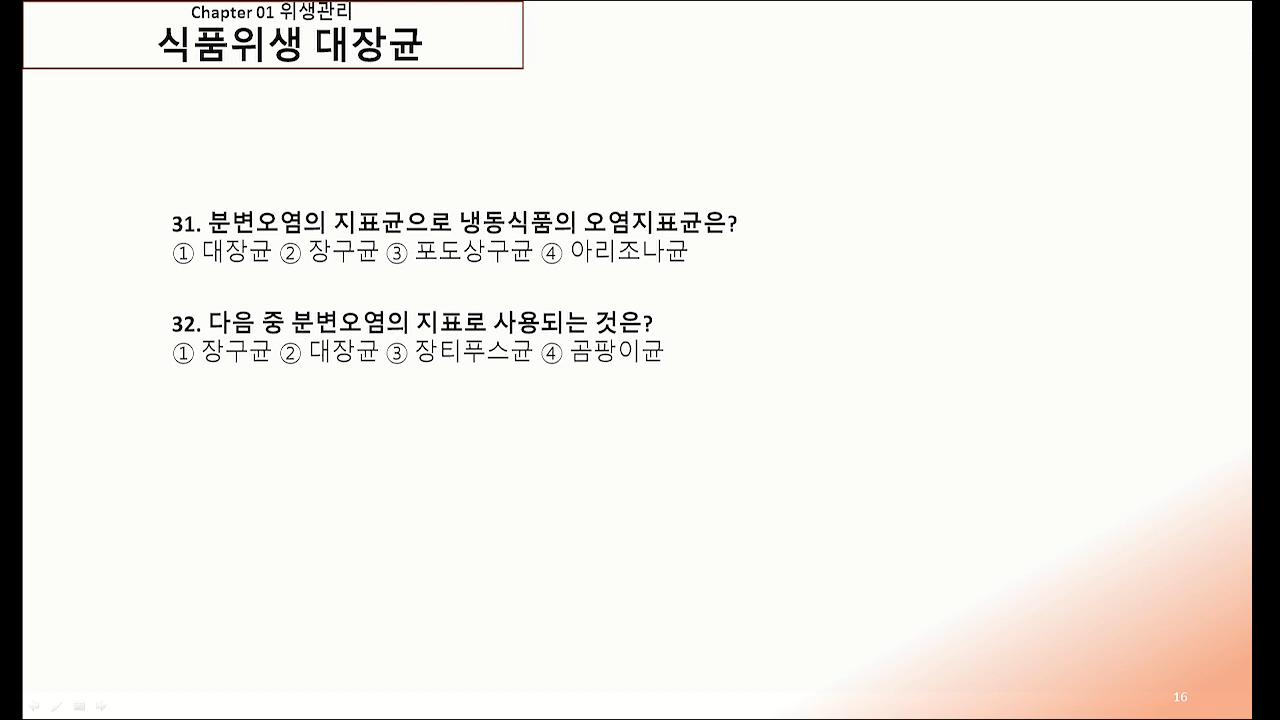 Chapter 01 위생관리
식품위생 대장균
31. 분변오염의 지표균으로 냉동식품의 오염지표균은?
① 대장균 ② 장구균 ③ 포도상구균 ④ 아리조나균
32. 다음 중 분변오염의 지표로 사용되는 것은?
① 장구균 ② 대장균 ③ 장티푸스균 ④ 곰팡이균
16